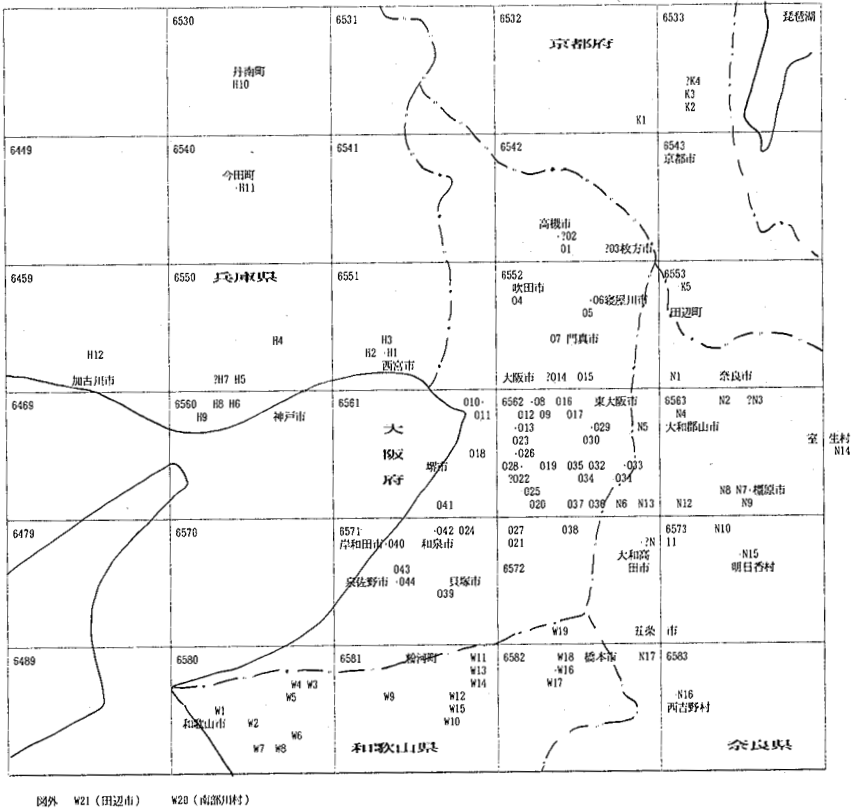 6530 6531 6532 6533 琵琶湖
京都府
丹南町
H10
?K4
K3
K2
K1
6449 6540 6541 6542 6543
京都市
今田町
·H11
高槻市
·?02
01 ?03枚方市
6459 6550 兵庫県 6551 6552 6553
吹田市 ·K5
04 ·06寝屋川市
05 田辺町
H4 H3 07 門真市
H12 H2 ·H1
西宮市
加古川市 ?H7 H5 大阪市 ?014 015 N1 奈良市
6469 6560 H8 H6 6561 010· 6562 ·08 016 東大阪市 6563 N2 ?N3
H9 神戸市 011 012 09 017 N4
大 ·013 ·029 N5 大和郡山市
023 030 室 生村
阪 018 ·026 N14
堺市 028· 019 035 032 ·033
府 ?022 034 031
025 N8 N7·橿原市
041 020 037 036 N6 N13 N12 N9
6479 6570 6571 ·042 024 027 038 6573 N10
岸和田市·040 和泉市 021 ·?N 11
大和高 ·N15
043 6572 田市 明日香村
泉佐野市 ·044 貝塚市
039
W19 五条 市
6489 6580 6581 粉河町 W11 6582 W18 橋本市 N17 6583
W13 ·W16
W4 W3 W14 W17
W5 W9 W12 ·N16
W1 W15 西吉野村
和歌山市 W2 W10
W6
W7 W8 和歌山県 奈良県
図外 W21(田辺市) W20(南部川村)